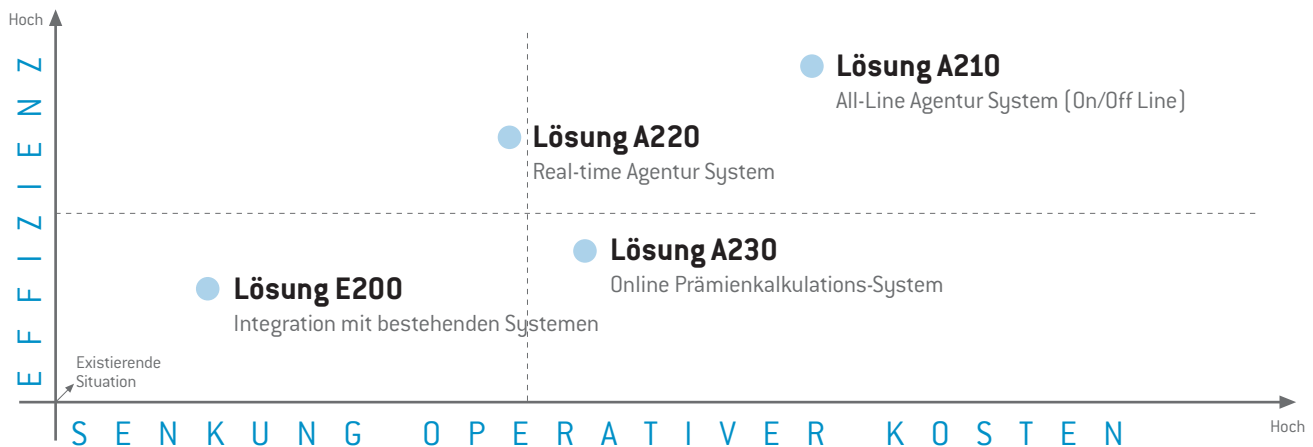 Hoch
EFFIZIENZ
Lösung A210
All-Line Agentur System (On/Off Line)
Lösung A220
Real-time Agentur System
Lösung A230
Online Prämienkalkulations-System
Lösung E200
Integration mit bestehenden Systemen
Existierende
Situation
SENKUNG OPERATIVER KOSTEN
Hoch